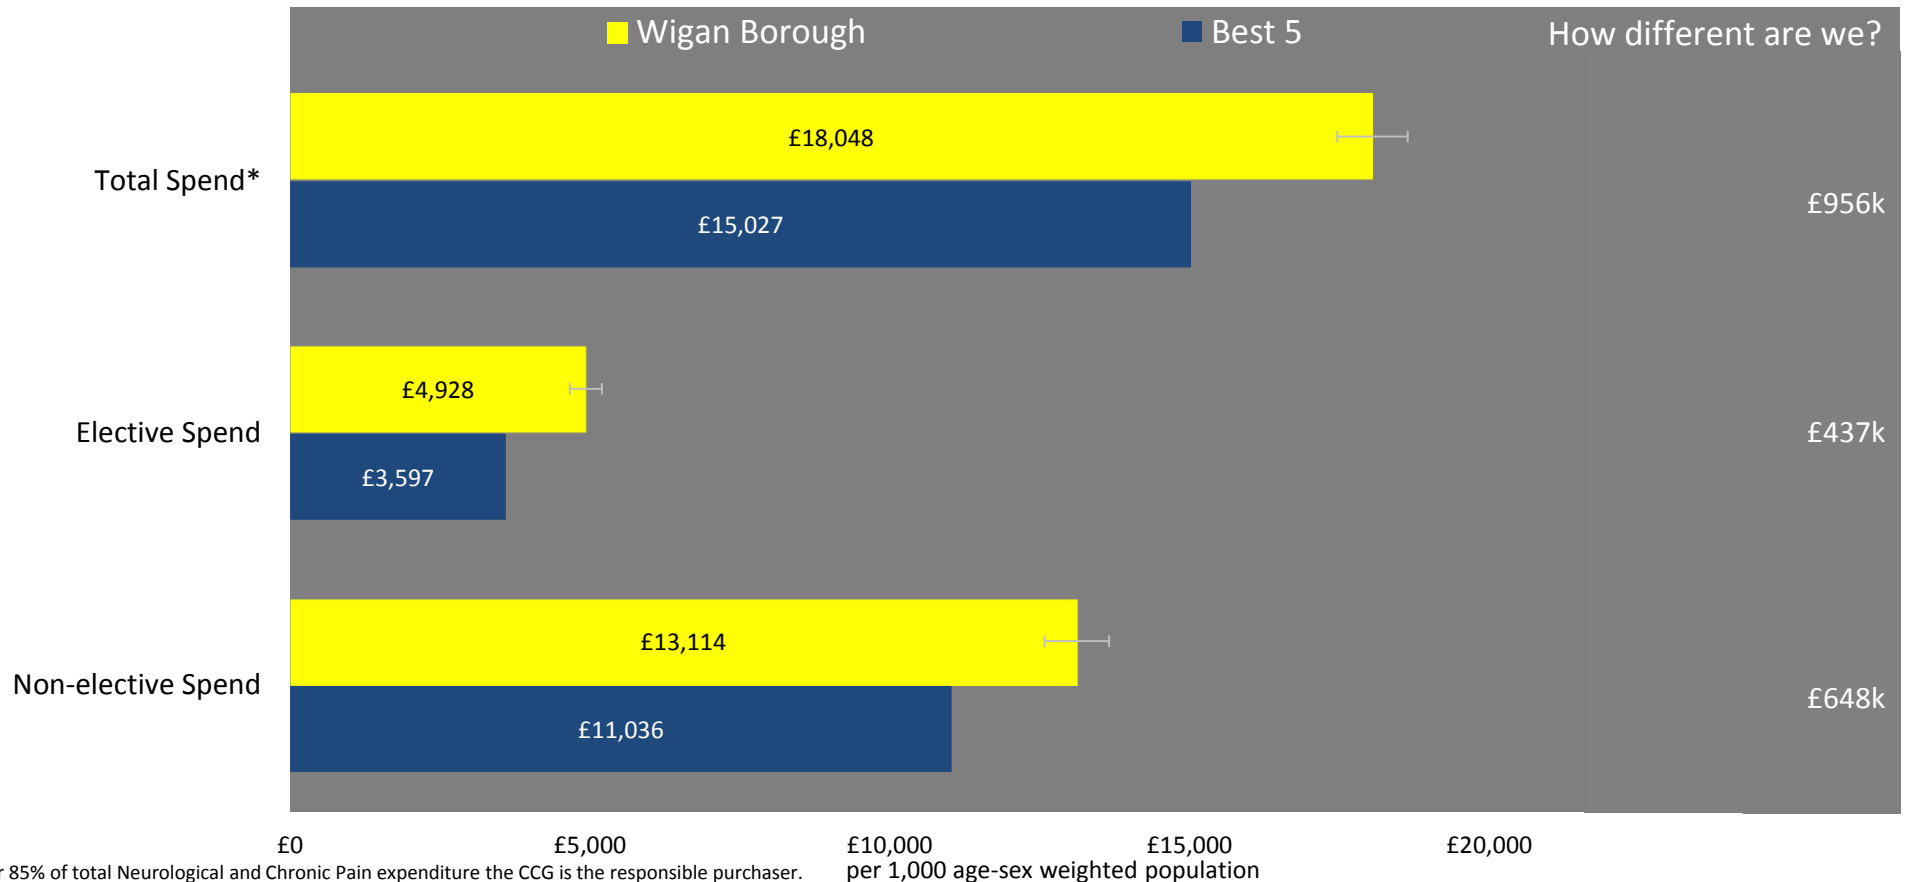 Wigan Borough Best 5 How different are we?
Total Spend*
£18,048
£15,027
£956k
Elective Spend
£4,928
£3,597
£437k
Non-elective Spend
£13,114
£11,036
£648k
£0 £5,000 £10,000 £15,000 £20,000
85% of total Neurological and Chronic Pain expenditure the CCG is the responsible purchaser.
per 1,000 age-sex weighted population